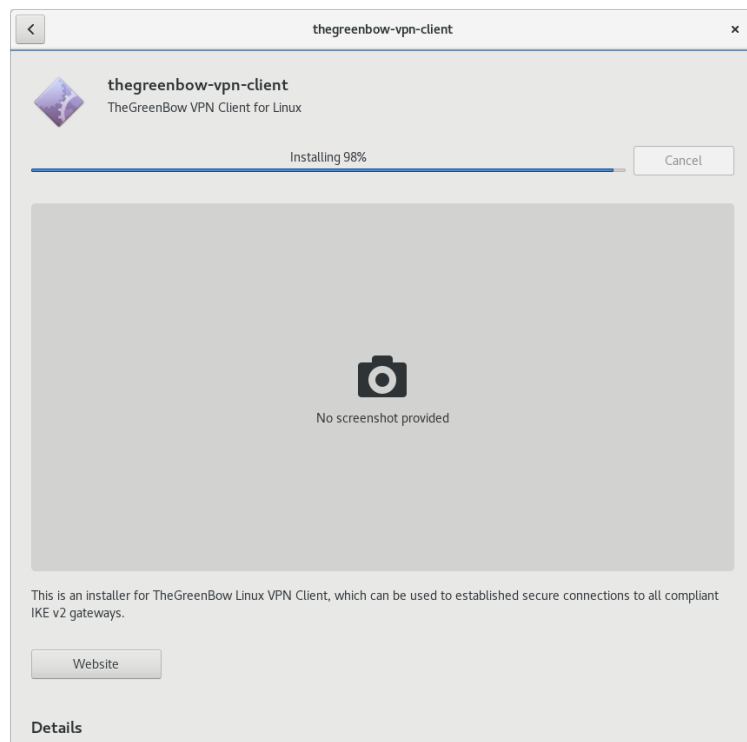 thegreenbow-vpn-client
thegreenbow-vpn-client
TheGreenBow VPN Client for Linux
Installing 98%
Cancel
No screenshot provided
This is an installer for TheGreenBow Linux VPN Client, which can be used to established secure connections to all compliant
IKE v2 gateways.
Website
Details